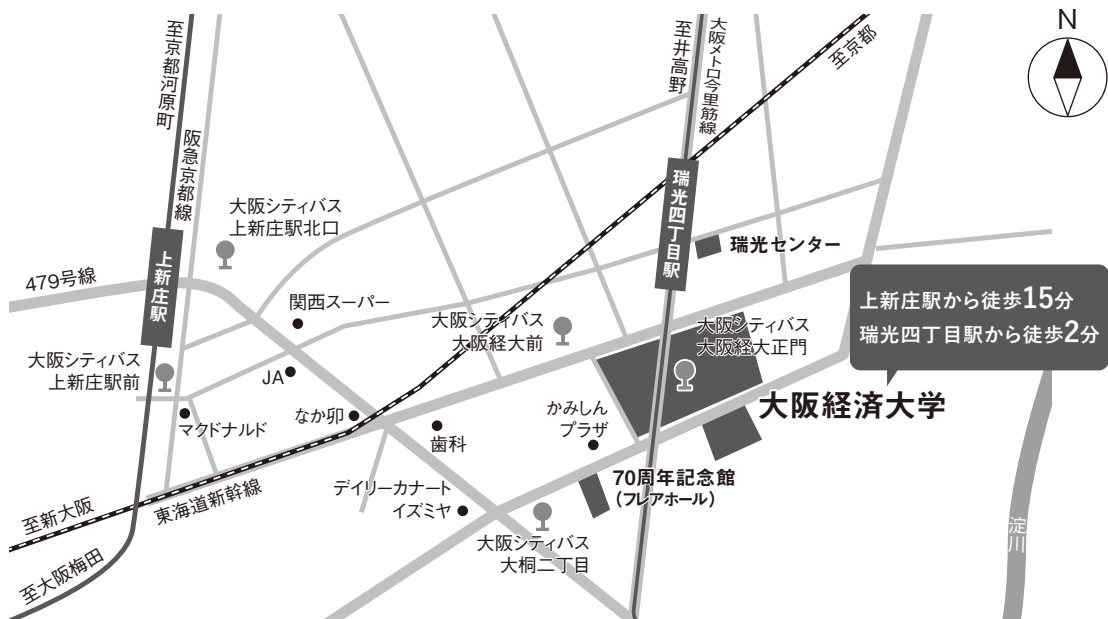 N
至京都河原町
阪急京都線
至井高野
大阪メトロ今里筋線
至京都
大阪シティバス
上新庄駅北口
上新庄駅
瑞光四丁目駅
瑞光センター
479号線
関西スーパー
大阪シティバス
大阪経大前
大阪シティバス
大阪経大正門
上新庄駅から徒歩15分
瑞光四丁目駅から徒歩2分
大阪シティバス
上新庄駅前
JA
大阪経済大学
マクドナルド
なか卯
歯科
かみしん
プラザ
70周年記念館
(フレアホール)
東海道新幹線
至新大阪
デイリーカナート
イズミヤ
大阪シティバス
大桐二丁目
淀川
至大阪梅田